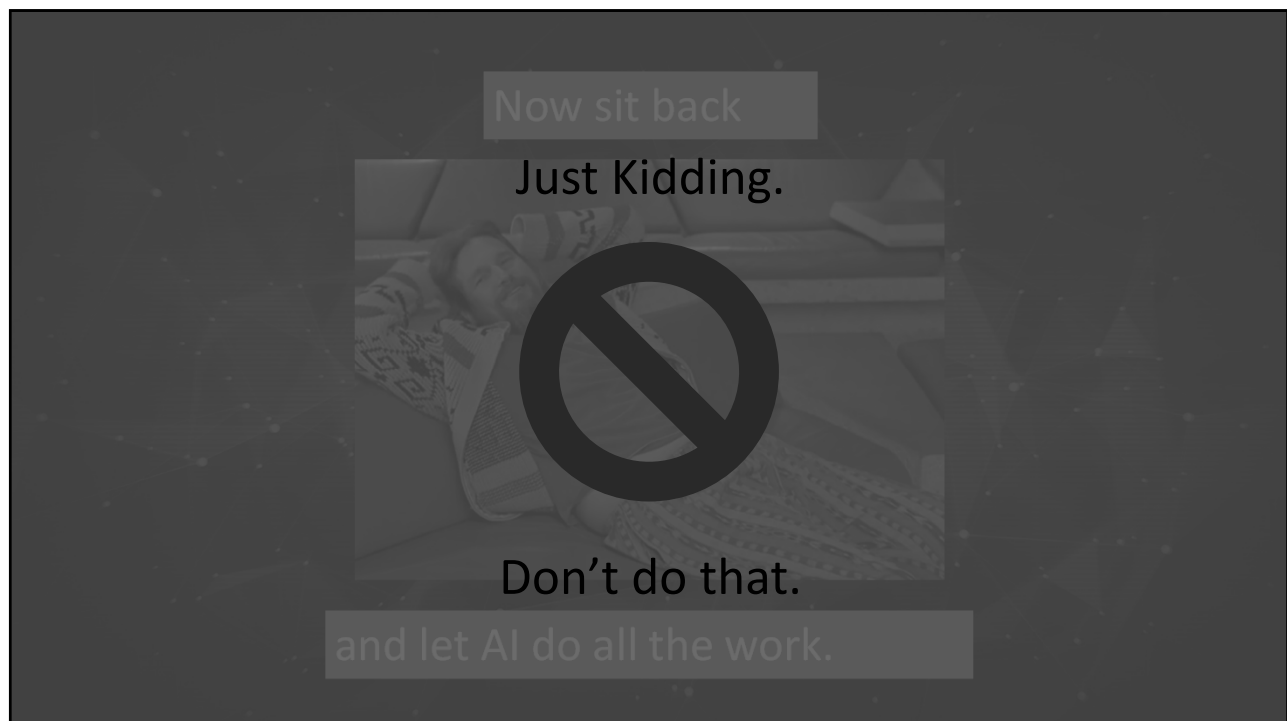 Now sit back
Just Kidding.
Don’t do that.
and let AI do all the work.